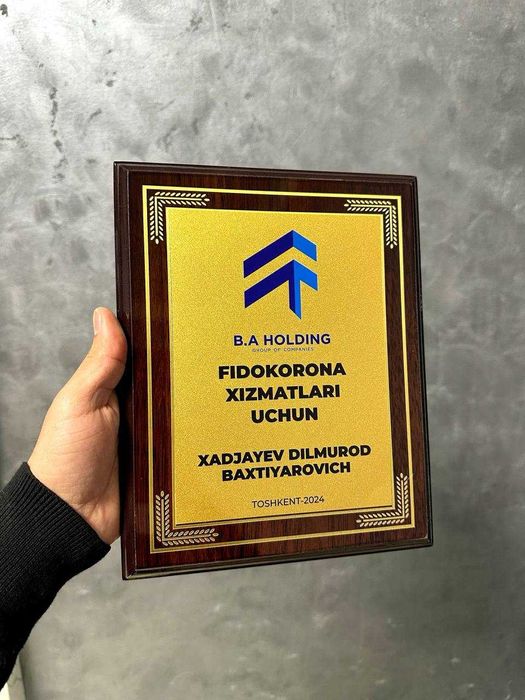 B.A HOLDING
GROUP OF COMPANIES
FIDOKORONA
XIZMATLARI
UCHUN
XADJAYEV DILMUROD
BAXTIYAROVICH
TOSHKENT-2024